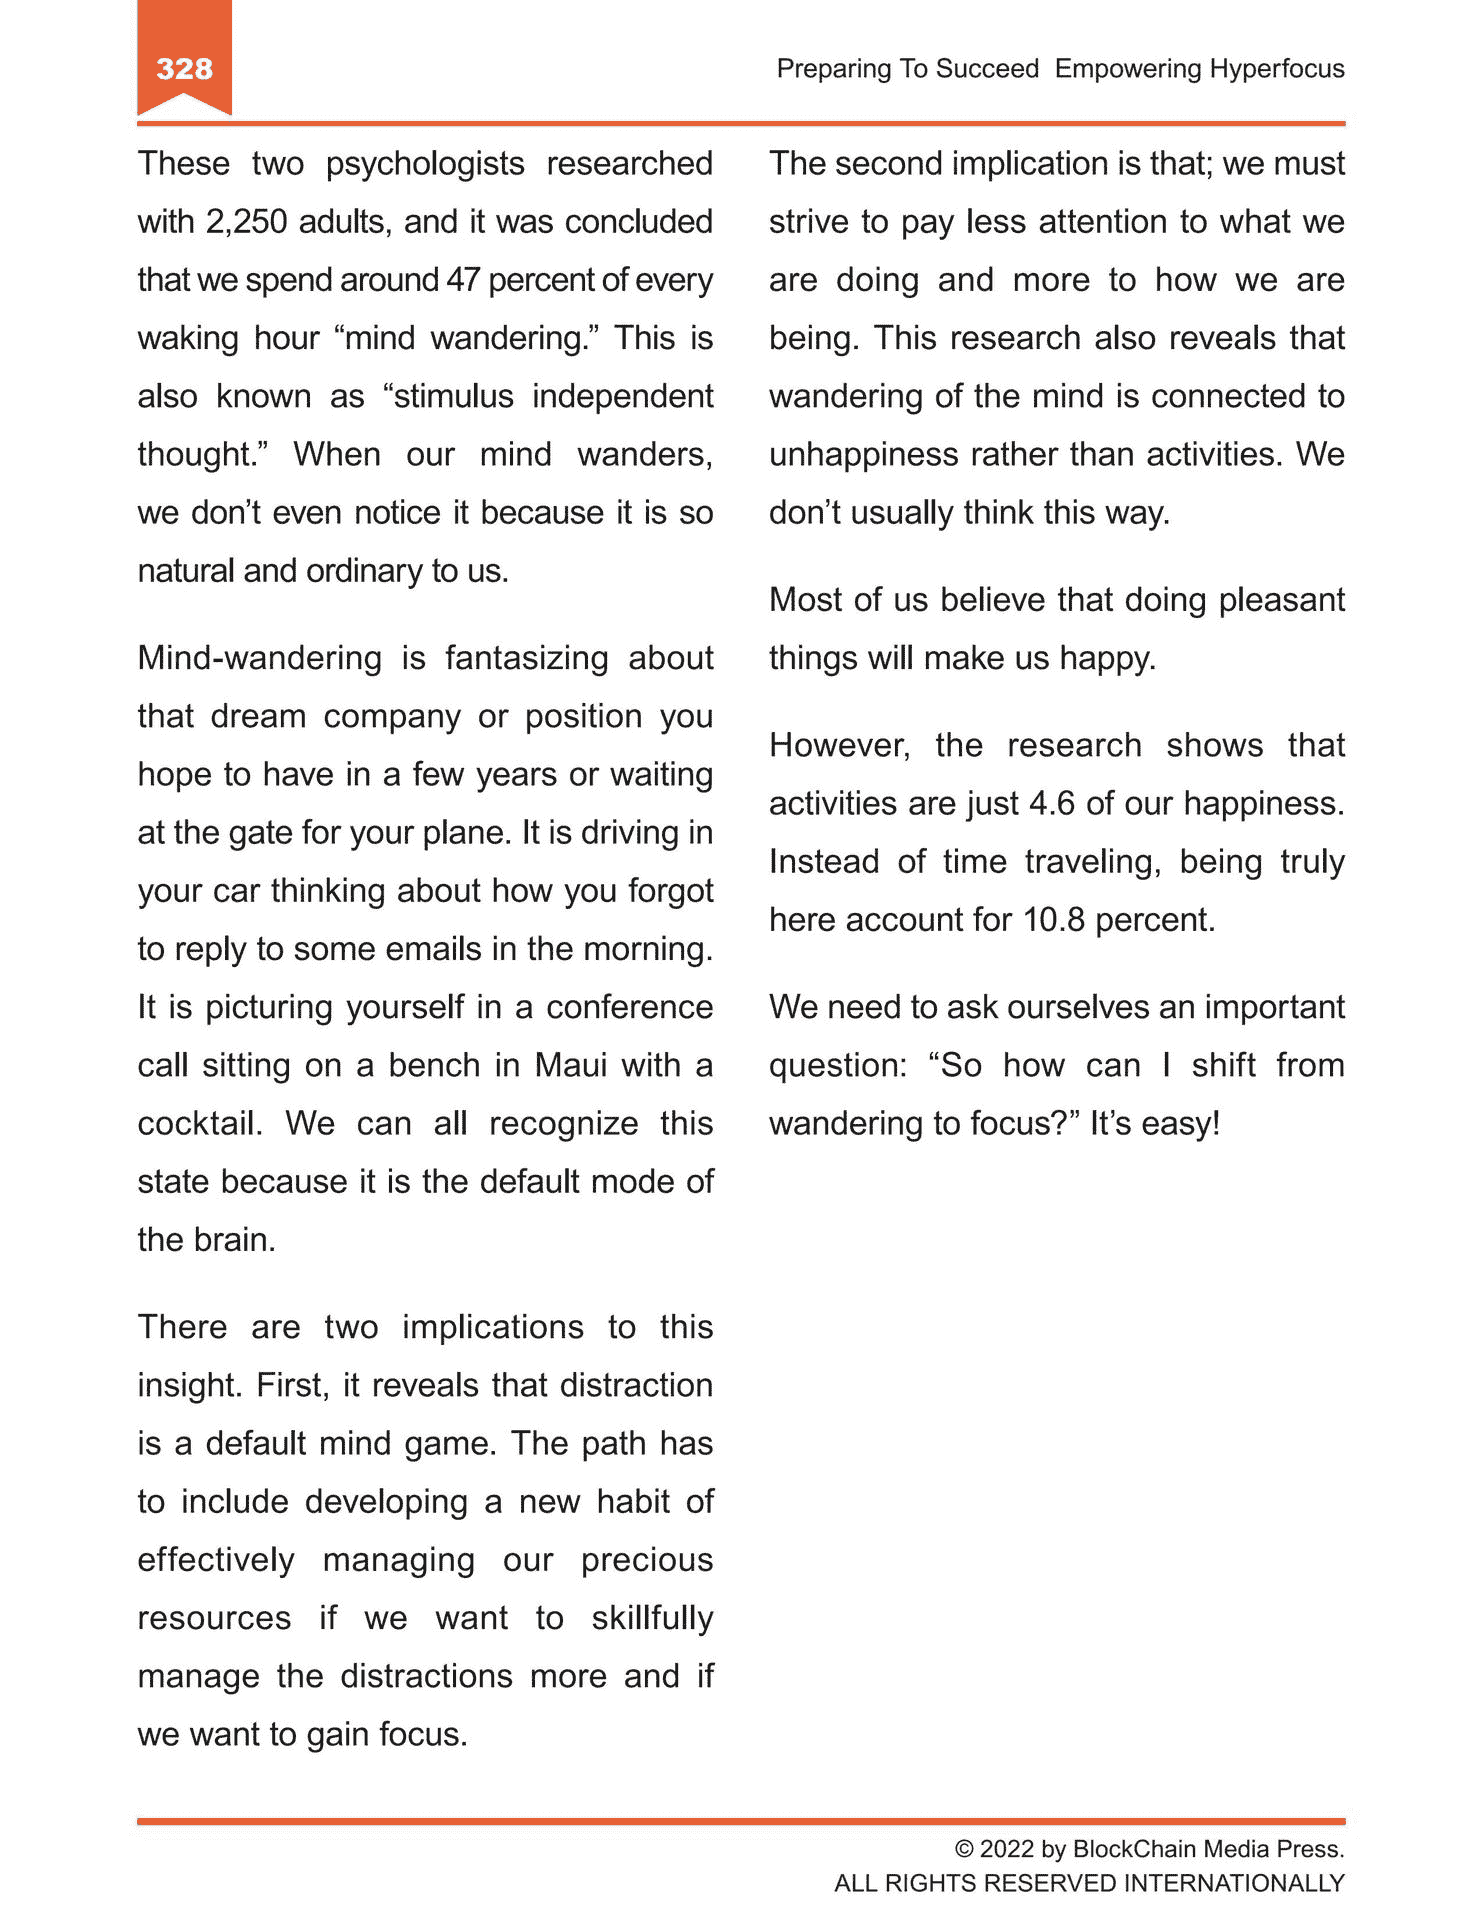 328
Preparing To Succeed  Empowering Hyperfocus
These two psychologists researched
with 2,250 adults, and it was concluded
that we spend around 47 percent of every
waking hour “mind wandering.” This is
also known as “stimulus independent
thought.” When our mind wanders,
we don’t even notice it because it is so
natural and ordinary to us.
Mind-wandering is fantasizing about
that dream company or position you
hope to have in a few years or waiting
at the gate for your plane. It is driving in
your car thinking about how you forgot
to reply to some emails in the morning.
It is picturing yourself in a conference
call sitting on a bench in Maui with a
cocktail. We can all recognize this
state because it is the default mode of
the brain.
There are two implications to this
insight. First, it reveals that distraction
is a default mind game. The path has
to include developing a new habit of
effectively managing our precious
resources if we want to skillfully
manage the distractions more and if
we want to gain focus.
The second implication is that; we must
strive to pay less attention to what we
are doing and more to how we are
being. This research also reveals that
wandering of the mind is connected to
unhappiness rather than activities. We
don’t usually think this way.
Most of us believe that doing pleasant
things will make us happy.
However, the research shows that
activities are just 4.6 of our happiness.
Instead of time traveling, being truly
here account for 10.8 percent.
We need to ask ourselves an important
question: “So how can I shift from
wandering to focus?” It’s easy!
© 2022 by BlockChain Media Press.
ALL RIGHTS RESERVED INTERNATIONALLY